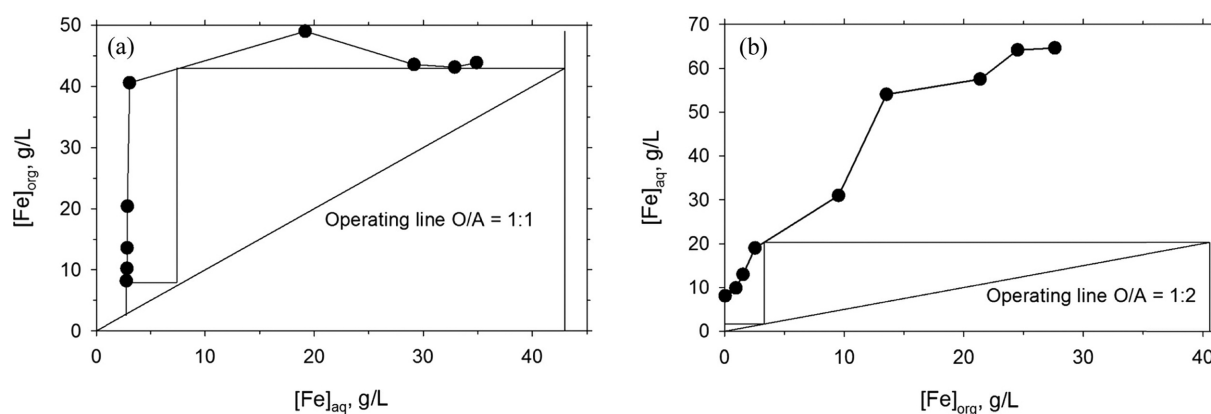 (a)
50
40
30
20
10
0
[Fe]org, g/L
Operating line O/A = 1:1
0 10 20 30 40
[Fe]aq, g/L
(b)
70
60
50
40
30
20
10
0
[Fe]aq, g/L
Operating line O/A = 1:2
0 10 20 30 40
[Fe]org, g/L